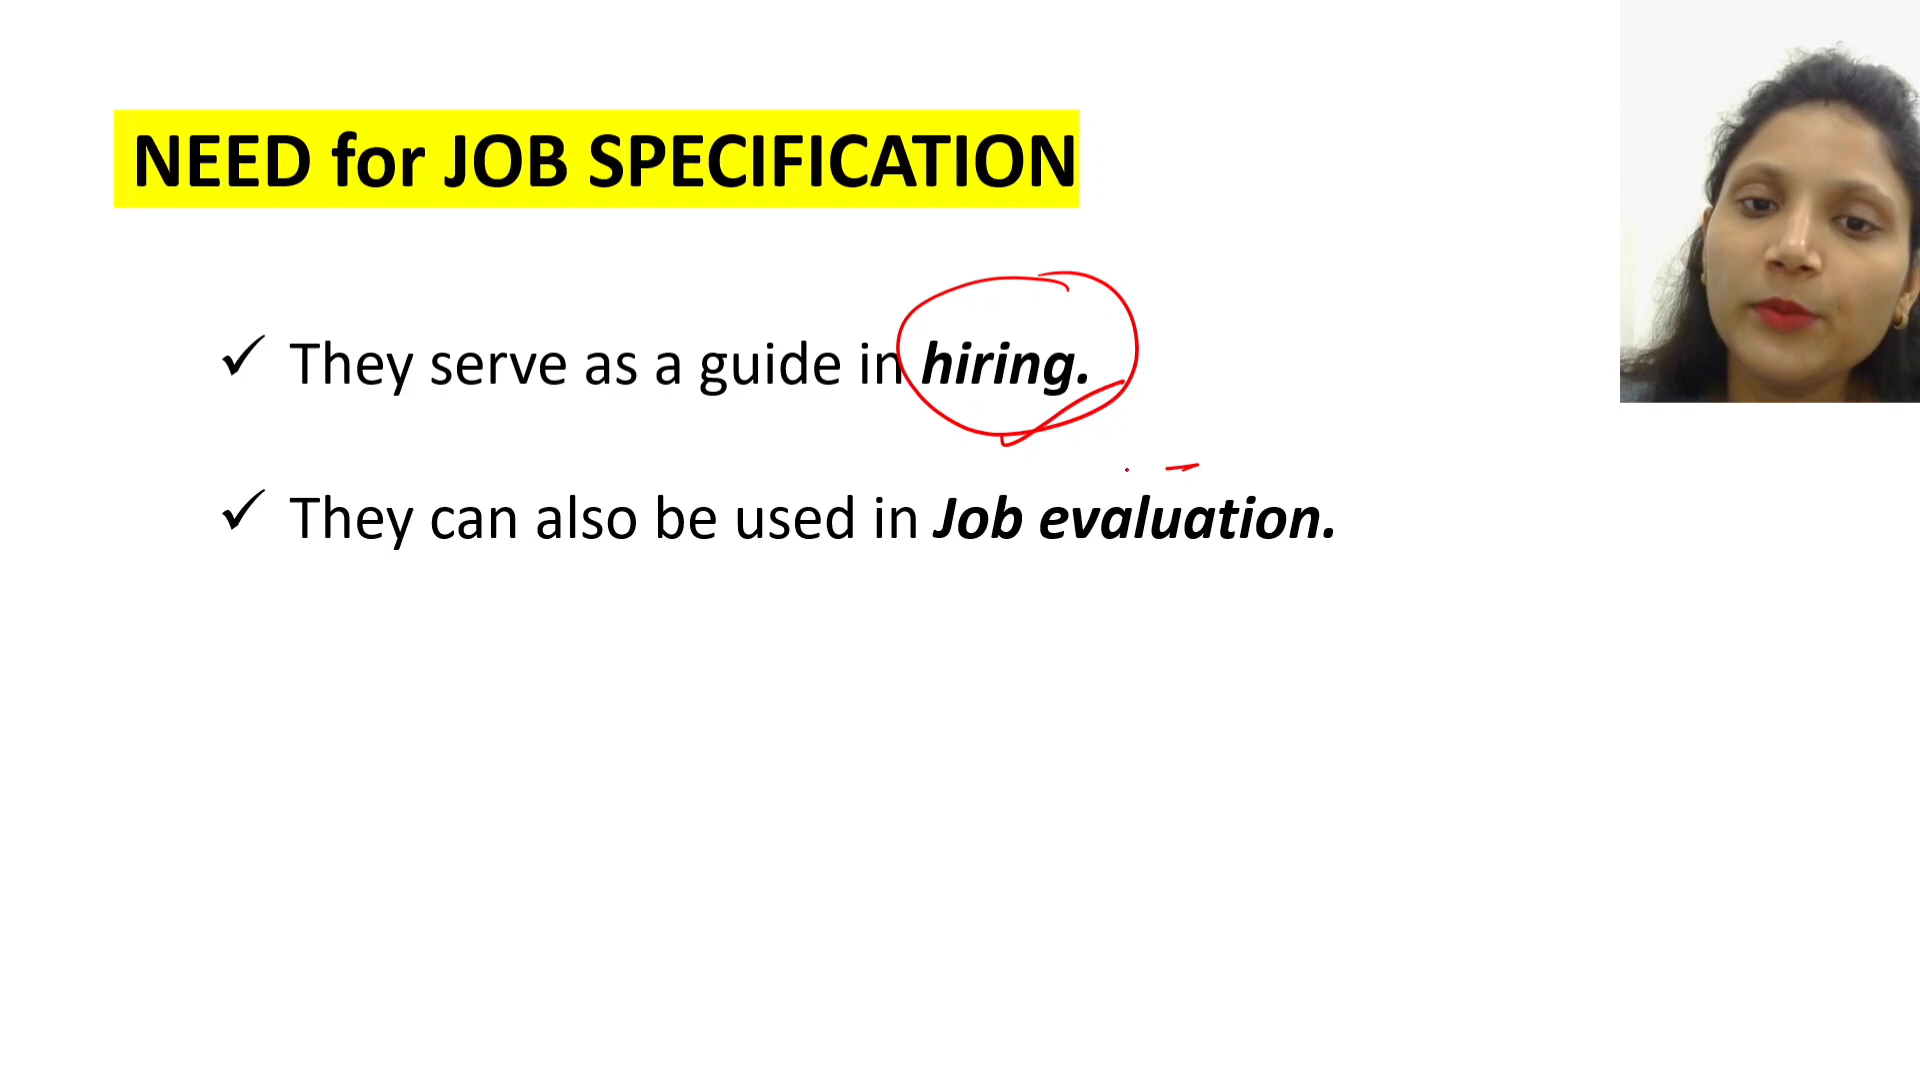 NEED for JOB SPECIFICATION
✓ They serve as a guide in hiring.
✓ They can also be used in Job evaluation.